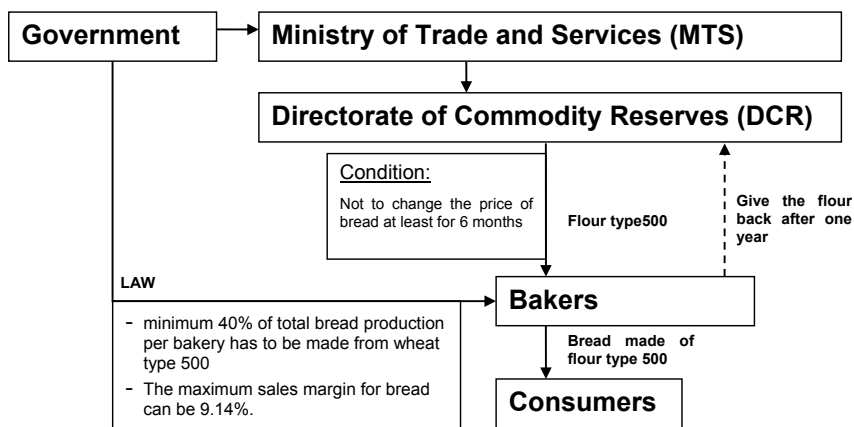 Government
Ministry of Trade and Services (MTS)
Directorate of Commodity Reserves (DCR)
Condition:
Not to change the price of
bread at least for 6 months
Flour type500
Give the flour
back after one
year
LAW
Bakers
- minimum 40% of total bread production
per bakery has to be made from wheat
type 500
- The maximum sales margin for bread
can be 9.14%.
Bread made of
flour type 500
Consumers